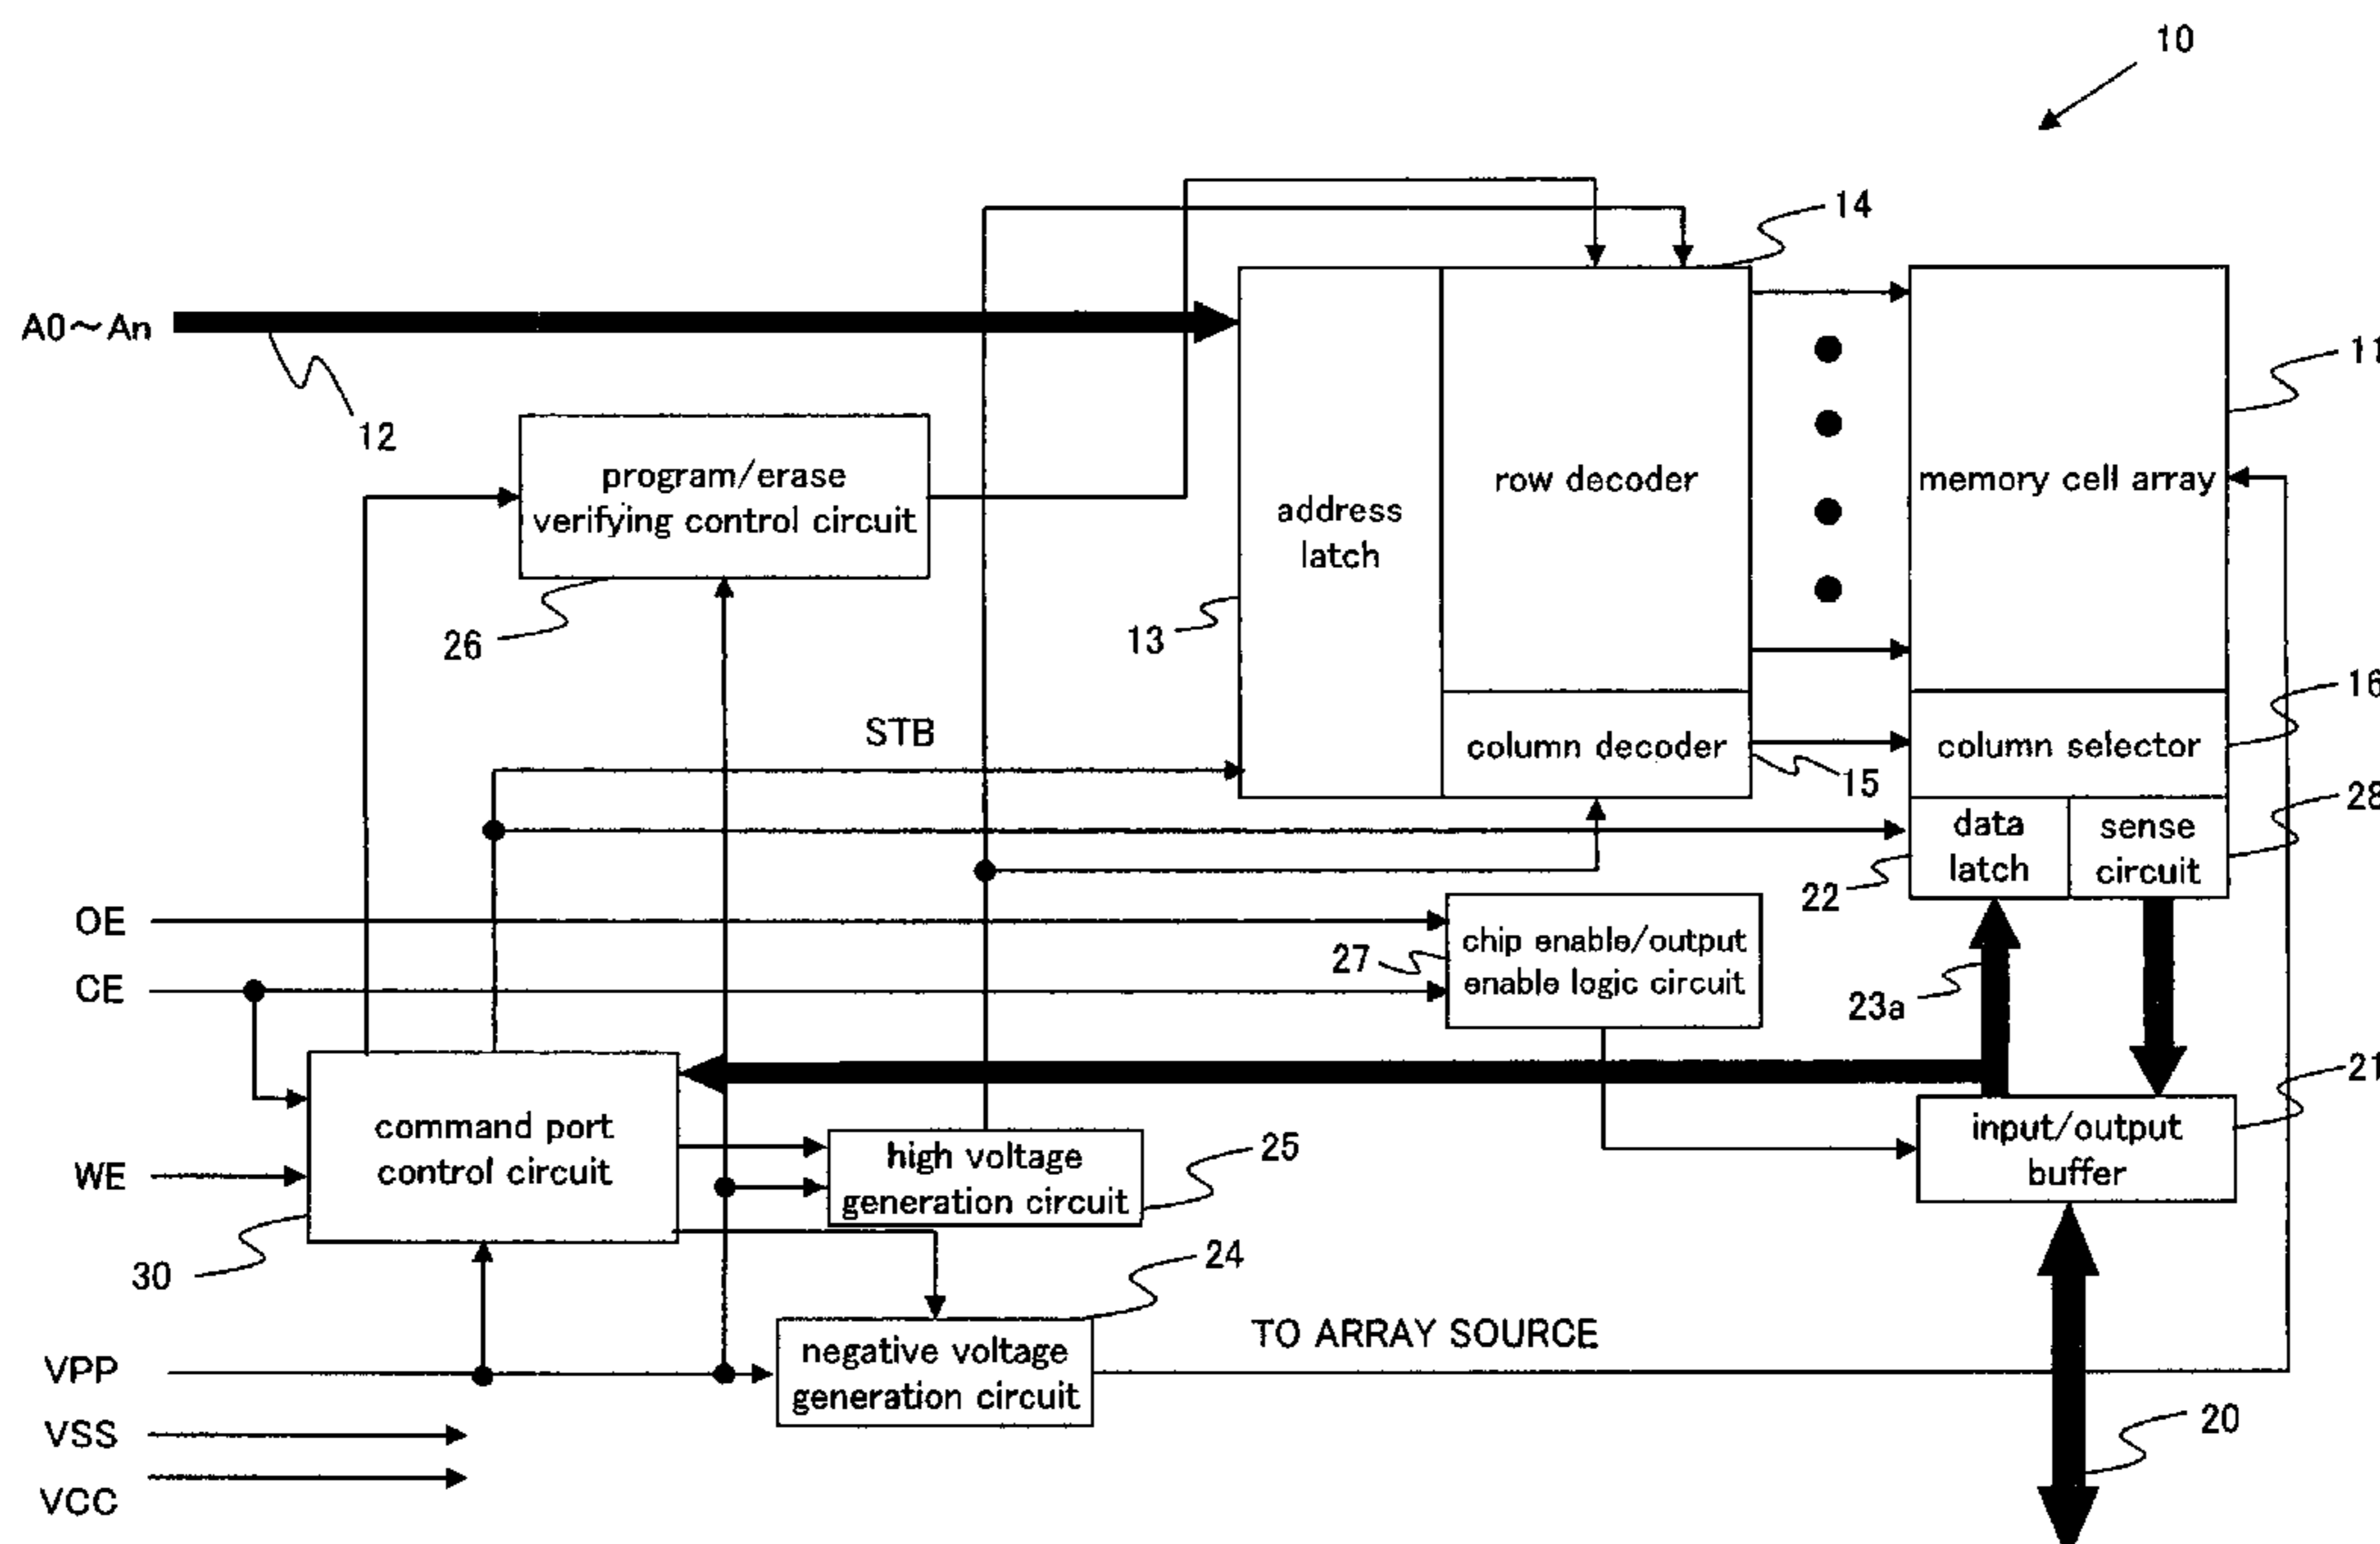 10
14
A0～An
11
12
program/erase
verifying control circuit
row decoder
memory cell array
address
latch
26
13
16
STB
column decoder
column selector
15
28
data
latch
sense
circuit
22
OE
chip enable/output
enable logic circuit
27
CE
23a
21
command port
control circuit
input/output
buffer
high voltage
generation circuit
25
WE
30
24
TO ARRAY SOURCE
negative voltage
generation circuit
VPP
20
VSS
VCC